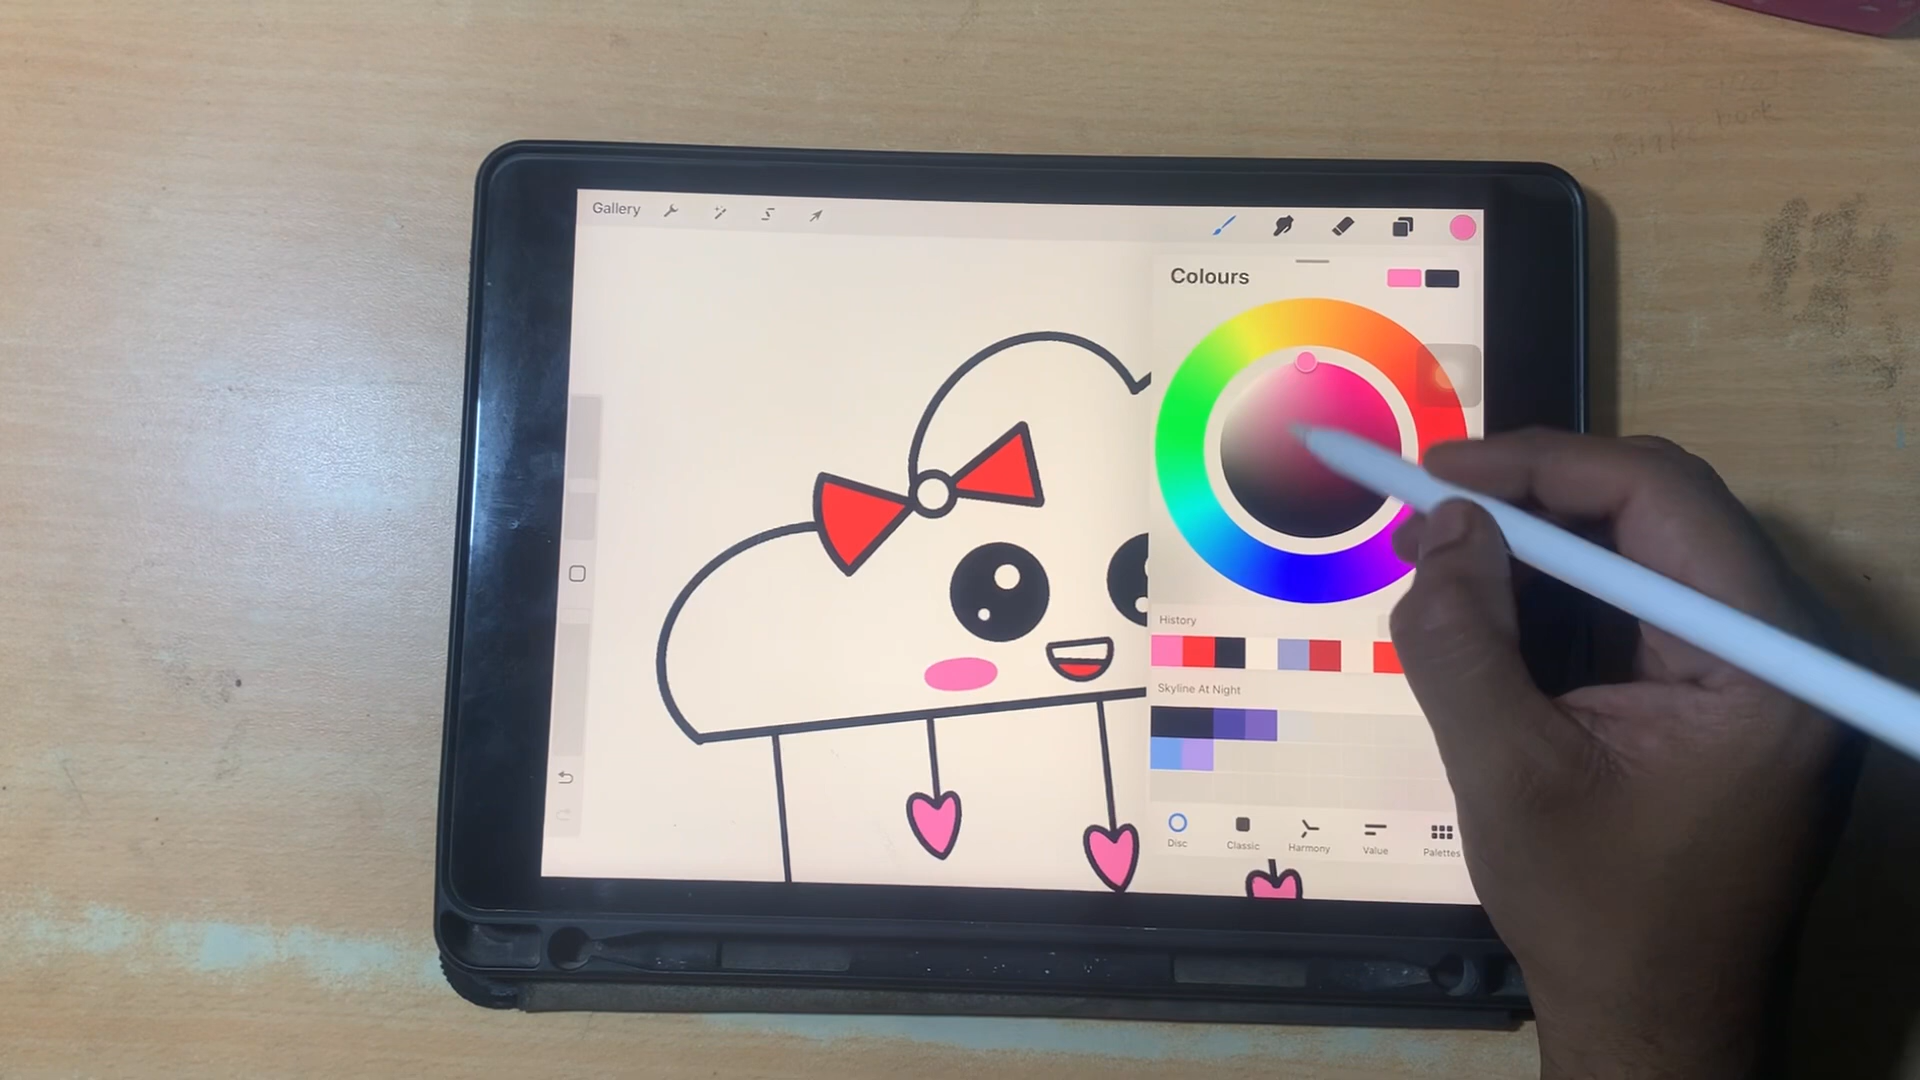 Gallery
Colours
History
Skyline At Night
Disc
Classic
Harmony
Value
Palettes